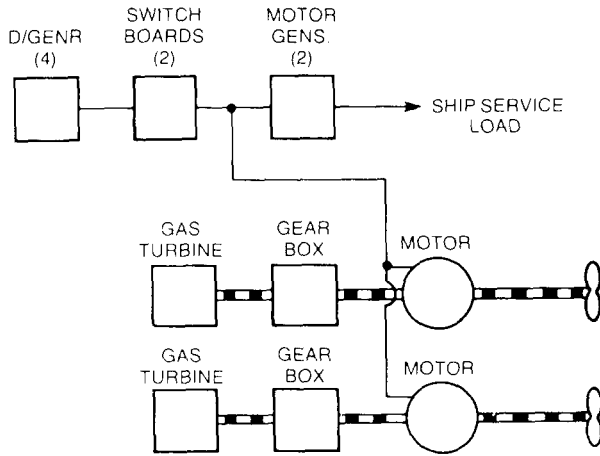 D/GENR
(4)
SWITCH
BOARDS
(2)
MOTOR
GENS.
(2)
SHIP SERVICE
LOAD
GAS
TURBINE
GEAR
BOX
MOTOR
GAS
TURBINE
GEAR
BOX
MOTOR